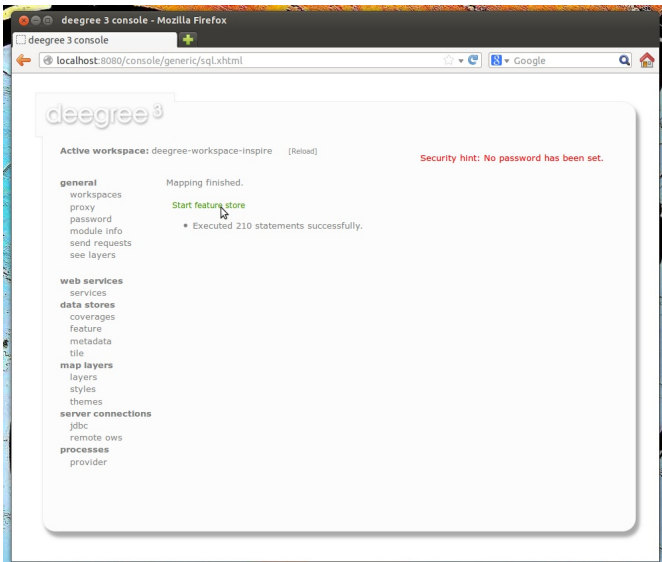 deegree 3 console - Mozilla Firefox
deegree 3 console
localhost:8080/console/generic/sql.xhtml
Google
deegree 3
Active workspace: deegree-workspace-inspire [Reload]
Security hint: No password has been set.
general
workspaces
proxy
password
module info
send requests
see layers
web services
services
data stores
coverages
feature
metadata
tile
map layers
layers
styles
themes
server connections
jdbc
remote ows
processes
provider
Mapping finished.
Start feature store
• Executed 210 statements successfully.